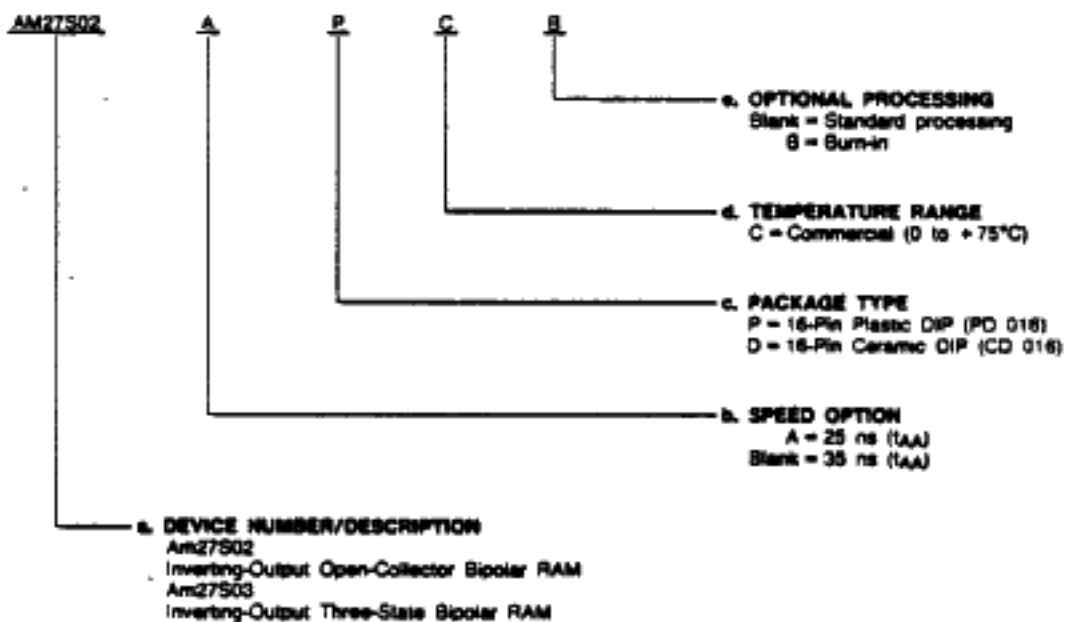 AM27S02 A P C B
e. OPTIONAL PROCESSING
Blank = Standard processing
B = Burn-in
d. TEMPERATURE RANGE
C = Commercial (0 to +75°C)
c. PACKAGE TYPE
P = 16-Pin Plastic DIP (PD 016)
D = 16-Pin Ceramic DIP (CD 016)
b. SPEED OPTION
A = 25 ns (tAA)
Blank = 35 ns (tAA)
a. DEVICE NUMBER/DESCRIPTION
Am27S02
Inverting-Output Open-Collector Bipolar RAM
Am27S03
Inverting-Output Three-State Bipolar RAM